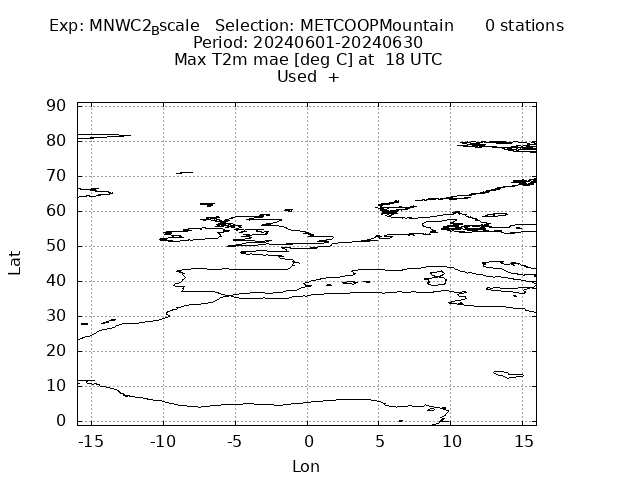 Exp: MNWC2Bscale   Selection: METCOOPMountain      0 stations
Period: 20240601-20240630
Max T2m mae [deg C] at  18 UTC
Used  +
90
80
70
60
50
40
30
20
10
0
Lat
-15 -10 -5 0 5 10 15
Lon